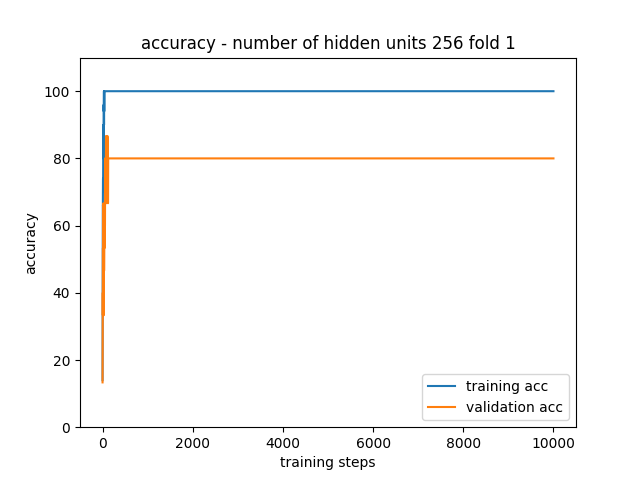 accuracy - number of hidden units 256 fold 1
100
80
60
40
20
0
accuracy
0 2000 4000 6000 8000 10000
training steps
training acc
validation acc